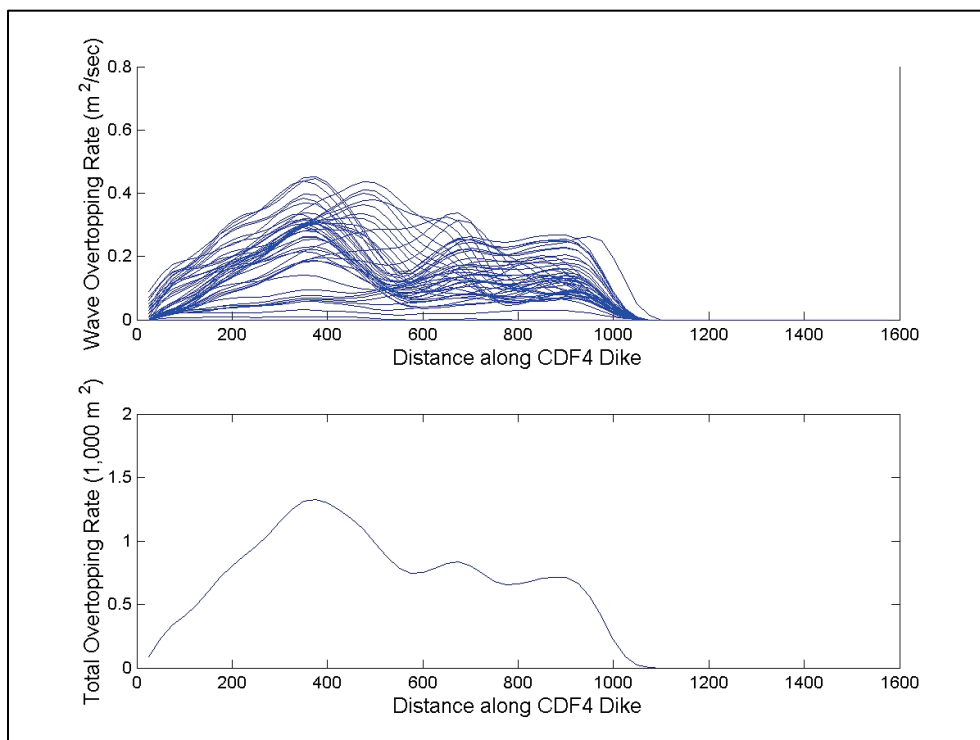 Wave Overtopping Rate (m²/sec)
0.8
0.6
0.4
0.2
0
0 200 400 600 800 1000 1200 1400 1600
Distance along CDF4 Dike
Total Overtopping Rate (1,000 m²)
2
1.5
1
0.5
0
0 200 400 600 800 1000 1200 1400 1600
Distance along CDF4 Dike